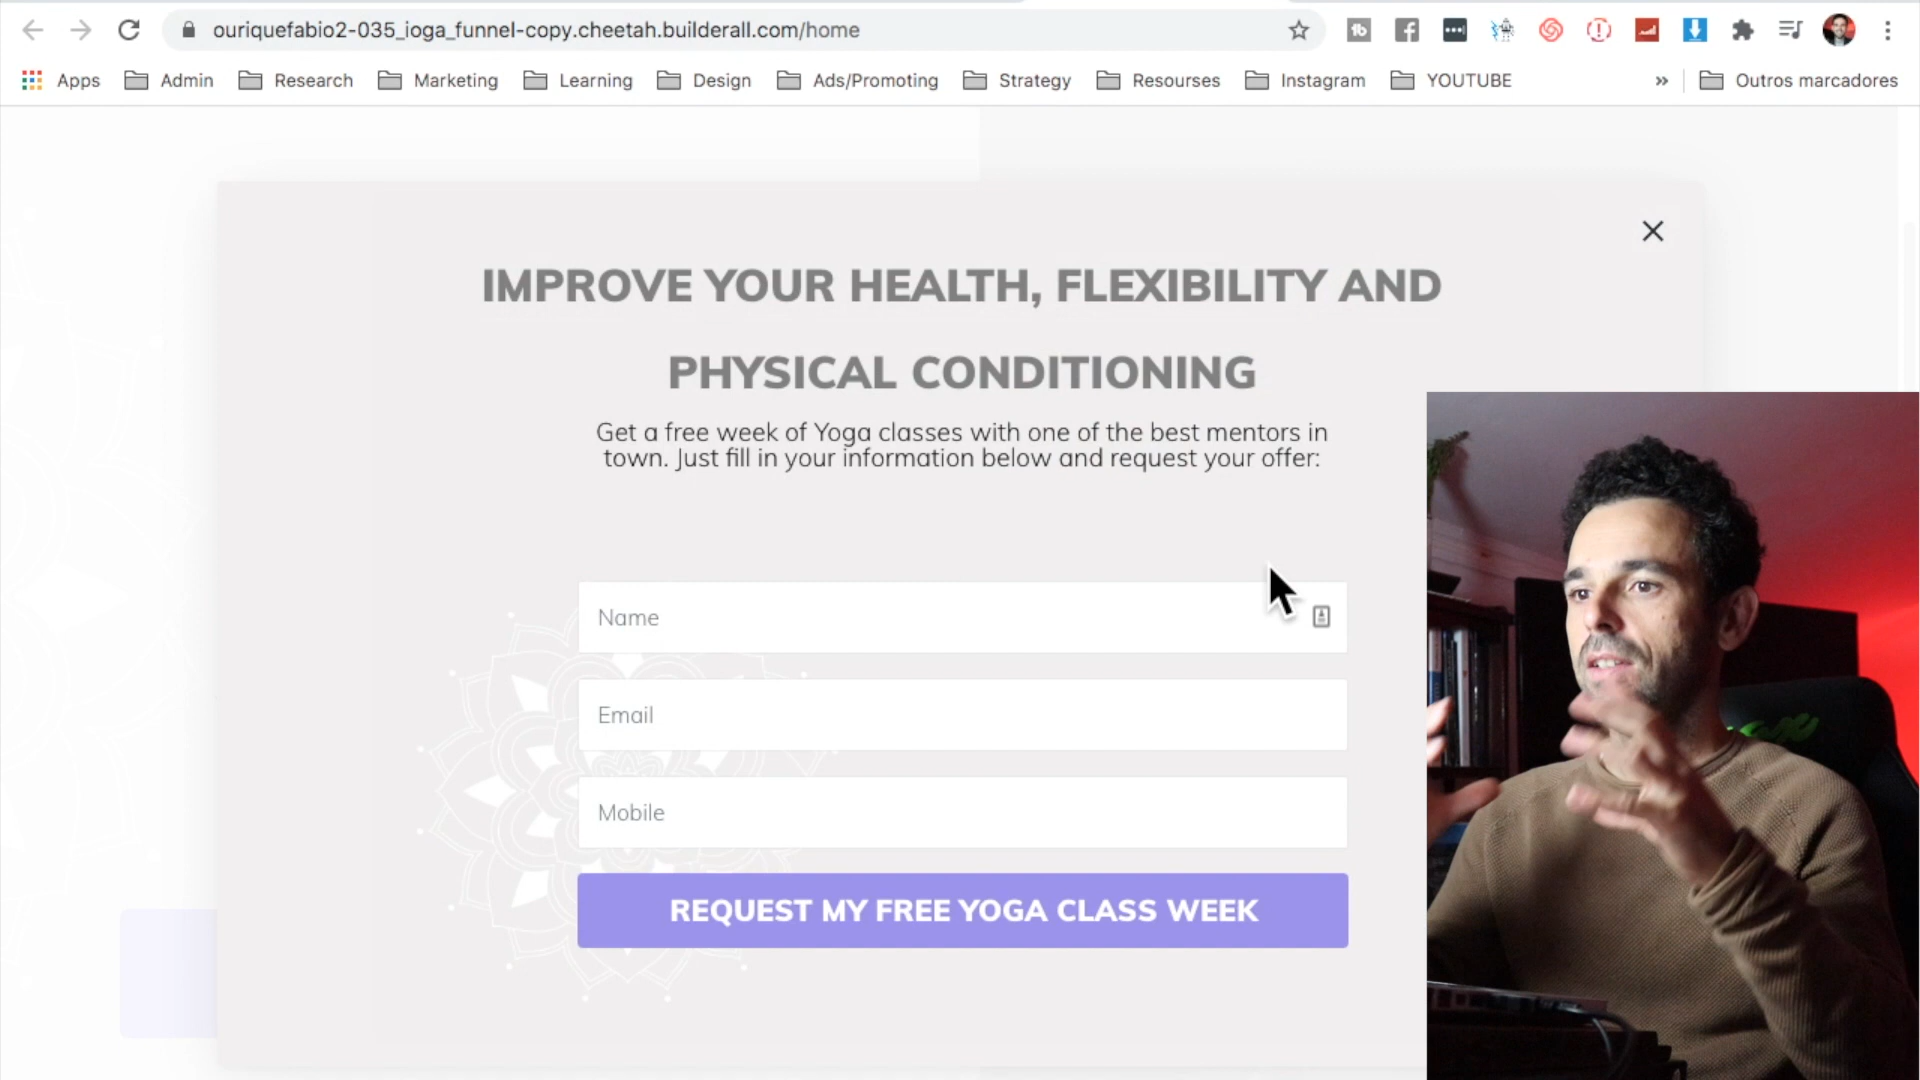 ouriquefabio2-035_ioga_funnel-copy.cheetah.builderall.com/home
Apps Admin Research Marketing Learning Design Ads/Promoting Strategy Resourses Instagram YOUTUBE » Outros marcadores
IMPROVE YOUR HEALTH, FLEXIBILITY AND
PHYSICAL CONDITIONING
Get a free week of Yoga classes with one of the best mentors in
town. Just fill in your information below and request your offer:
Name
Email
Mobile
REQUEST MY FREE YOGA CLASS WEEK